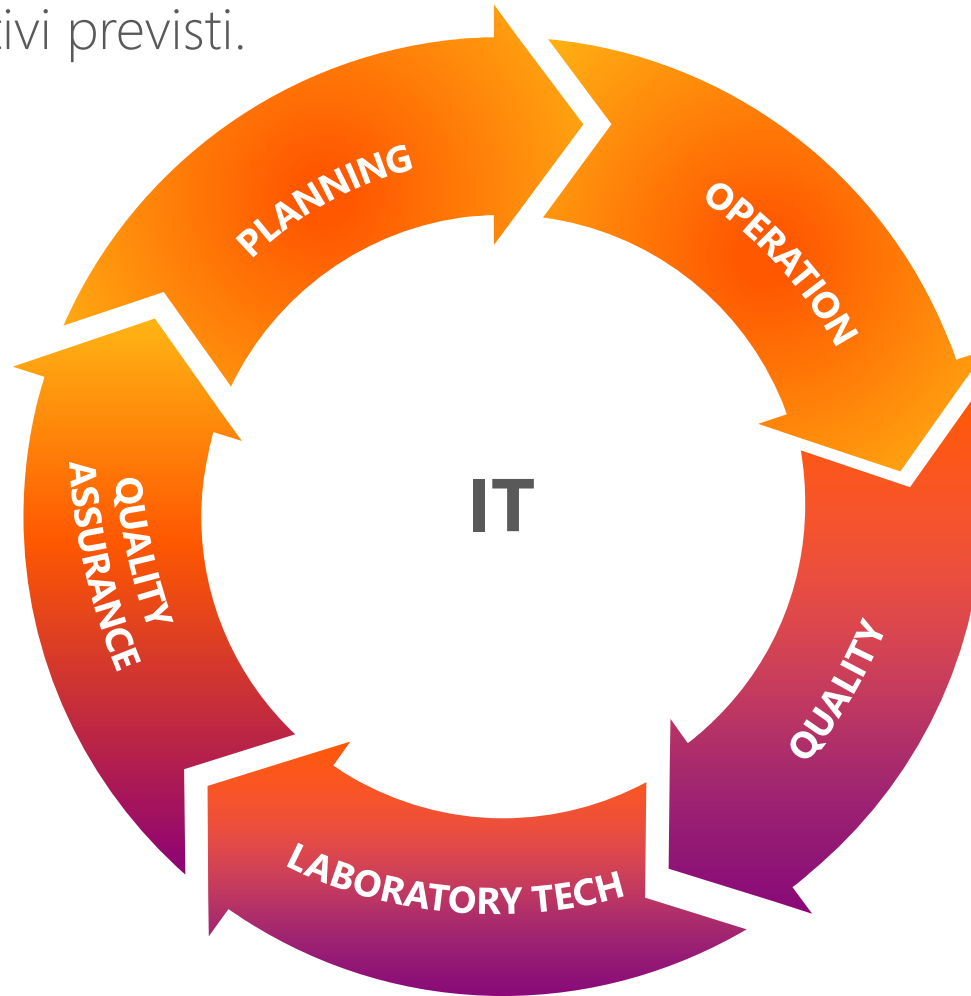 tivi previsti.
PLANNING
OPERATION
IT
QUALITY
ASSURANCE
QUALITY
LABORATORY TECH